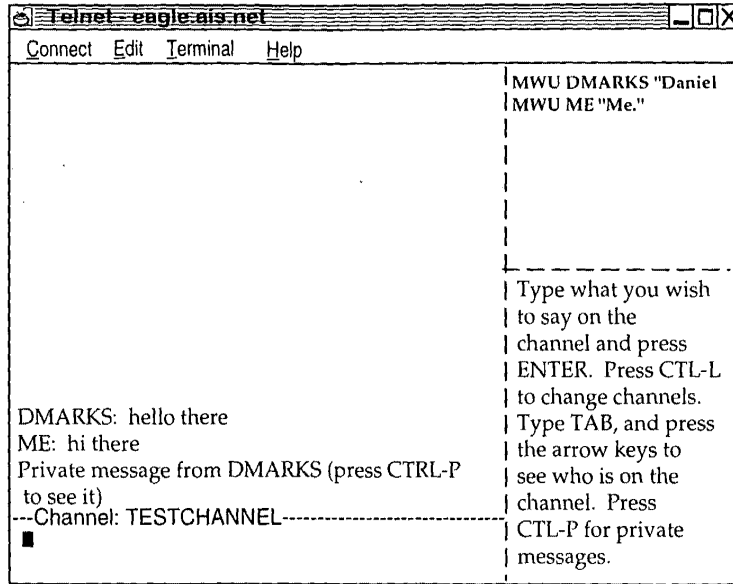 Telnet - eagle.ais.net
Connect Edit Terminal Help
MWU DMARKS "Daniel
MWU ME "Me."
DMARKS: hello there
ME: hi there
Private message from DMARKS (press CTRL-P
to see it)
---Channel: TESTCHANNEL---
Type what you wish
to say on the
channel and press
ENTER. Press CTL-L
to change channels.
Type TAB, and press
the arrow keys to
see who is on the
channel. Press
CTL-P for private
messages.